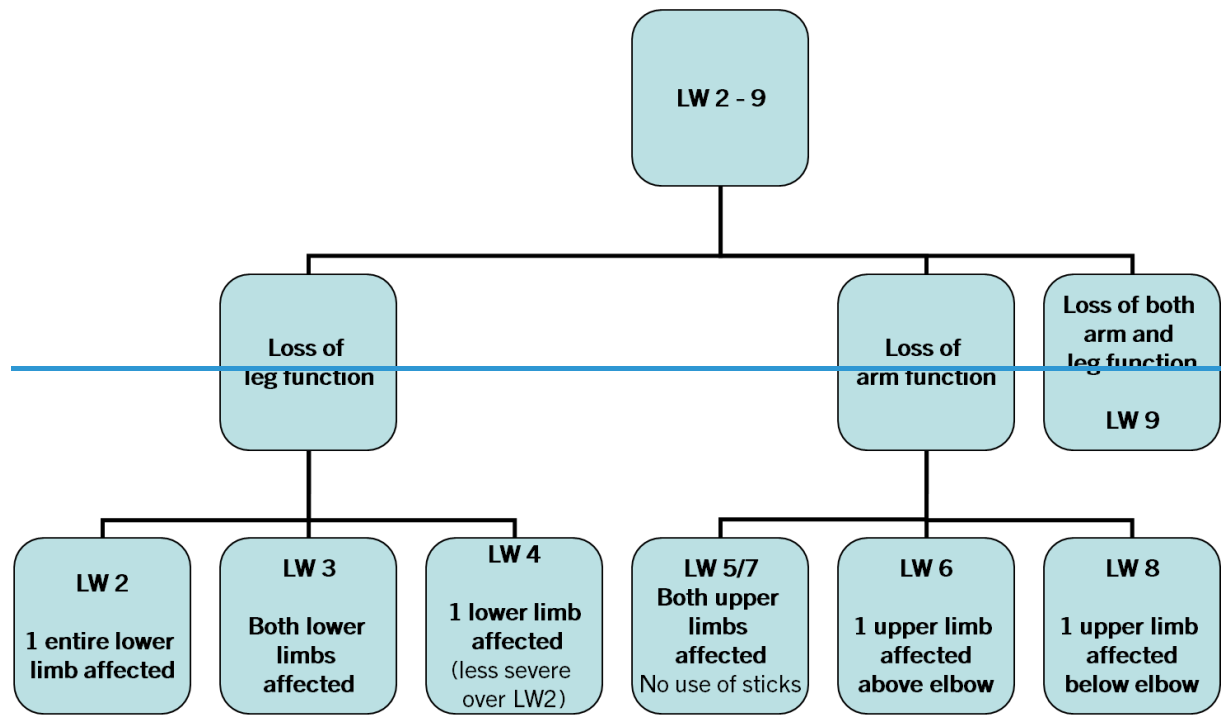 LW 2 - 9
Loss of
leg function
Loss of
arm function
Loss of both
arm and
leg function
LW 9
LW 2
1 entire lower
limb affected
LW 3
Both lower
limbs
affected
LW 4
1 lower limb
affected
(less severe
over LW2)
LW 5/7
Both upper
limbs
affected
No use of sticks
LW 6
1 upper limb
affected
above elbow
LW 8
1 upper limb
affected
below elbow